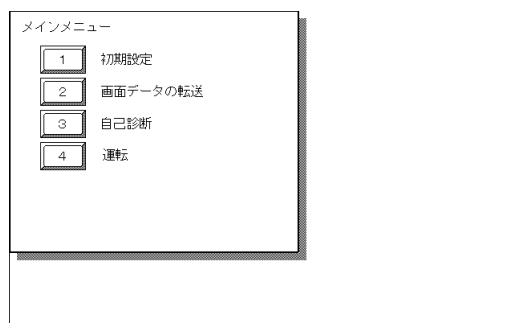 メインメニュー
1 初期設定
2 画面データの転送
3 自己診断
4 運転